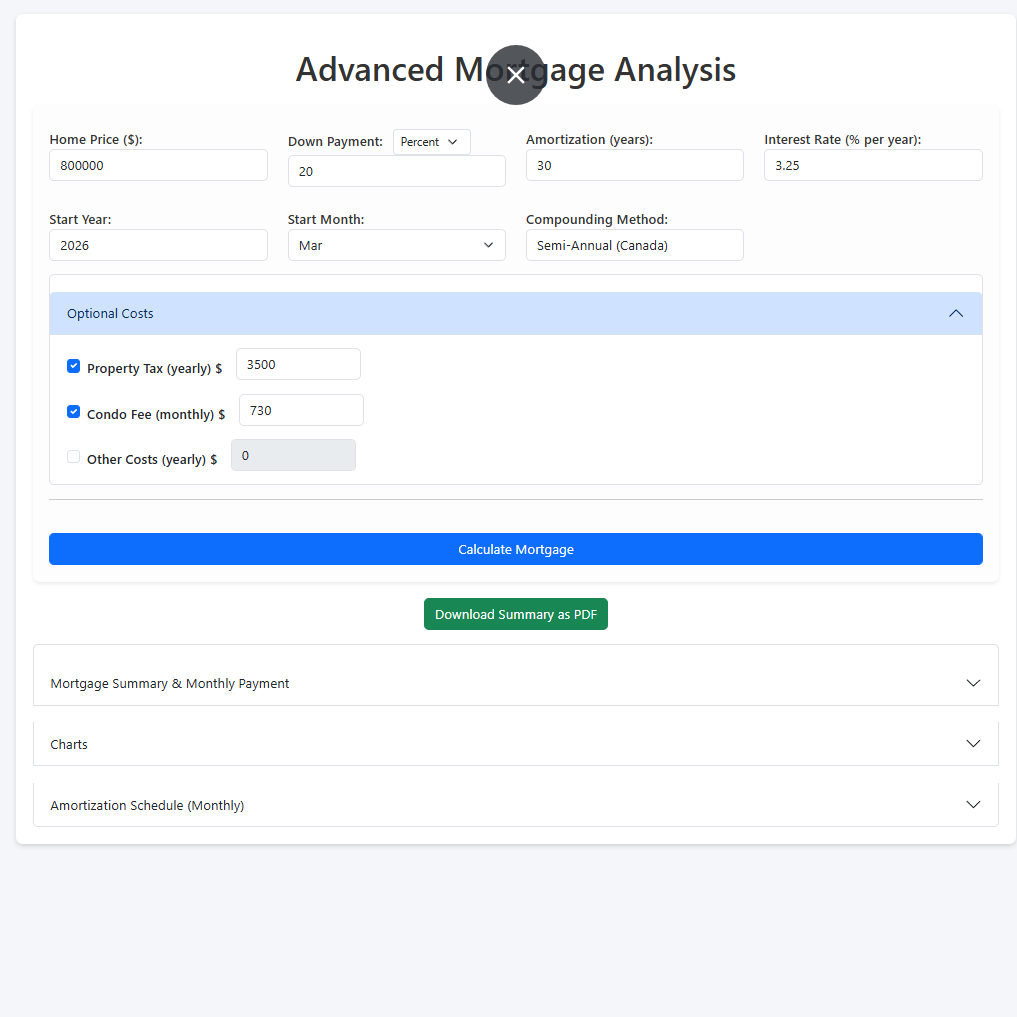 Advanced Mortgage Analysis
Home Price ($):
800000
Down Payment:
Percent
20
Amortization (years):
30
Interest Rate (% per year):
3.25
Start Year:
2026
Start Month:
Mar
Compounding Method:
Semi-Annual (Canada)
Optional Costs
Property Tax (yearly) $
3500
Condo Fee (monthly) $
730
Other Costs (yearly) $
0
Calculate Mortgage
Download Summary as PDF
Mortgage Summary & Monthly Payment
Charts
Amortization Schedule (Monthly)